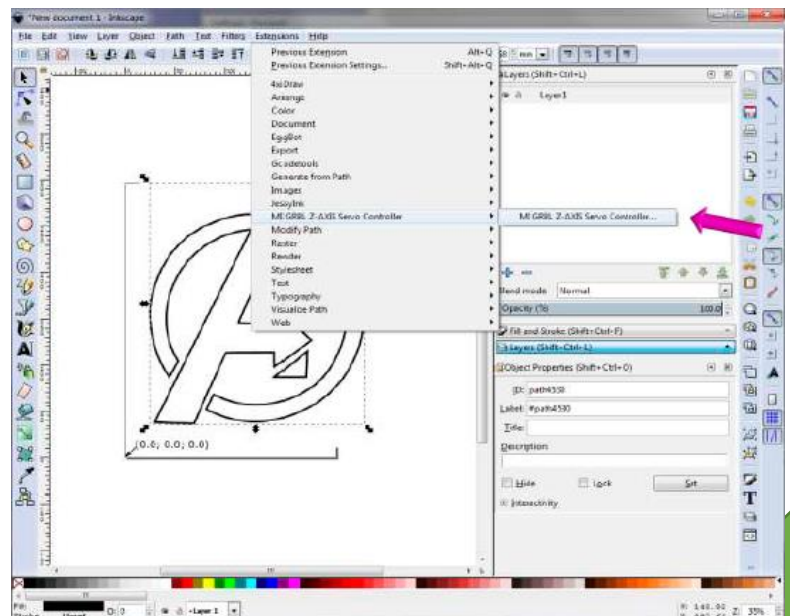 *New document 1 - Inkscape
File Edit View Layer Object Path Text Filters Extensions Help
Previous Extension Alt+Q
Previous Extension Settings... Shift+Alt+Q
Arrange
Color
Document
EggBot
Export
Gcodetools
Generate from Path
Images
JessyInk
MI GRBL Z-AXIS Servo Controller
Modify Path
Raster
Render
Stylesheet
Text
Typography
Visualize Path
Web
MI GRBL Z-AXIS Servo Controller...
mm
Layers (Shift+Ctrl+L)
Layer1
Blend mode Normal
Opacity (%) 100.0
Fill and Stroke (Shift+Ctrl+F)
Layers (Shift+Ctrl+L)
Object Properties (Shift+Ctrl+O)
ID:
Label:
Title:
Description
Hide Lock Set
Interactivity
(0.0; 0.0; 0.0)
Fill:
Stroke: O: 0 -Layer 1
Z: 35%